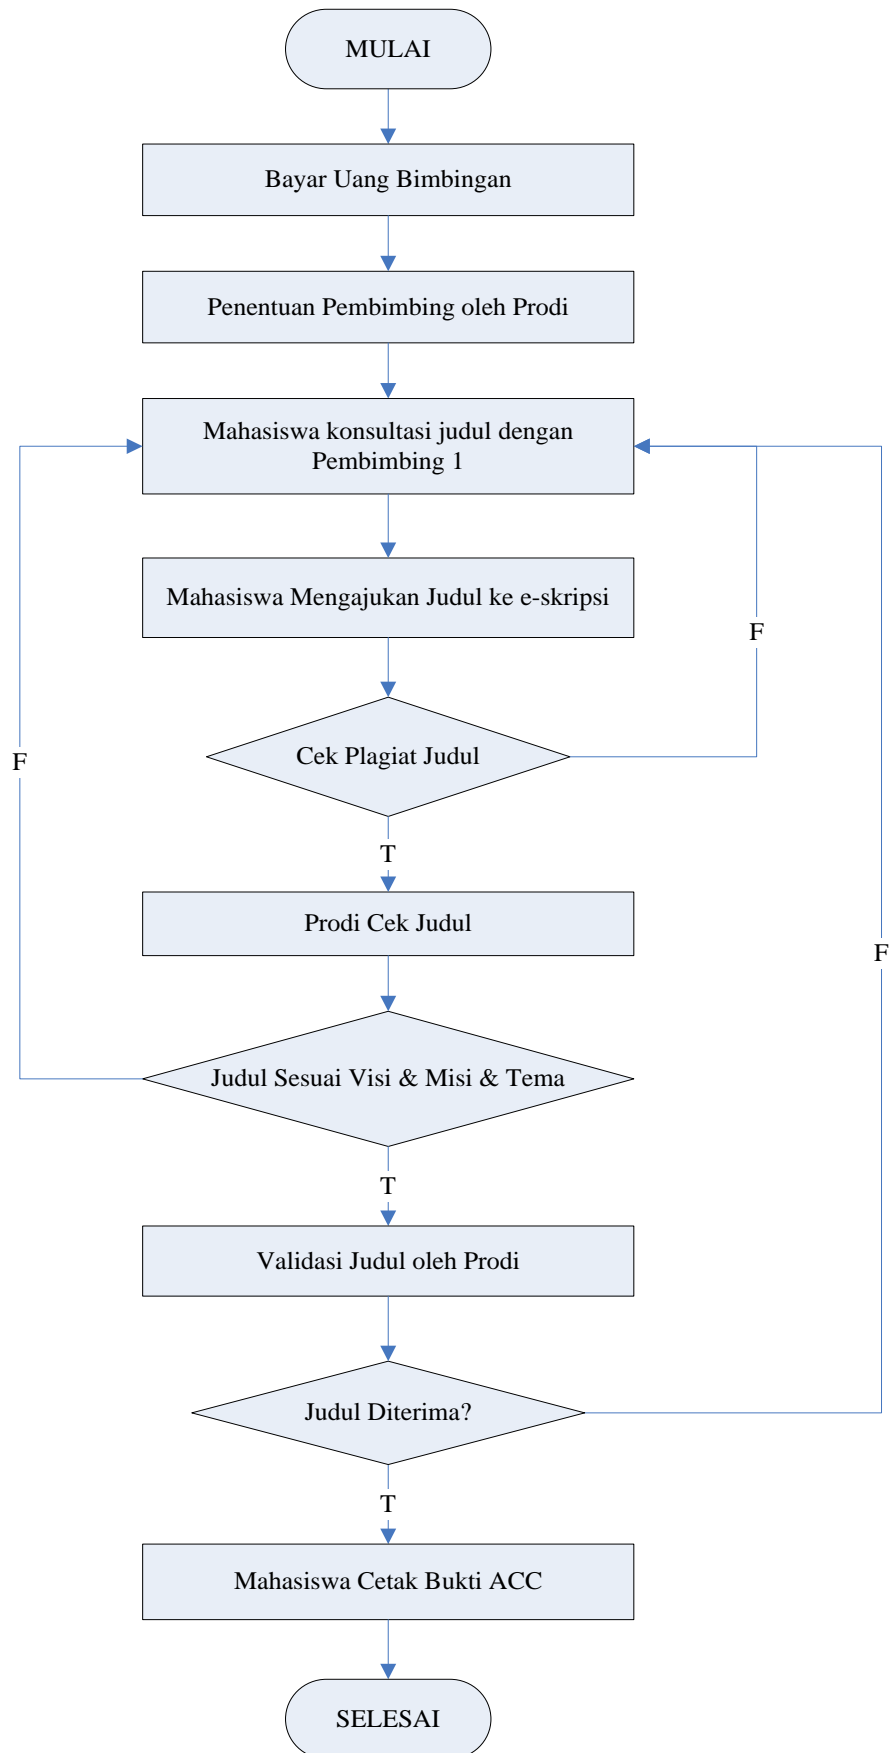 MULAI
Bayar Uang Bimbingan
Penentuan Pembimbing oleh Prodi
Mahasiswa konsultasi judul dengan
Pembimbing 1
Mahasiswa Mengajukan Judul ke e-skripsi
F
Cek Plagiat Judul
F
T
Prodi Cek Judul
F
Judul Sesuai Visi & Misi & Tema
T
Validasi Judul oleh Prodi
Judul Diterima?
T
Mahasiswa Cetak Bukti ACC
SELESAI